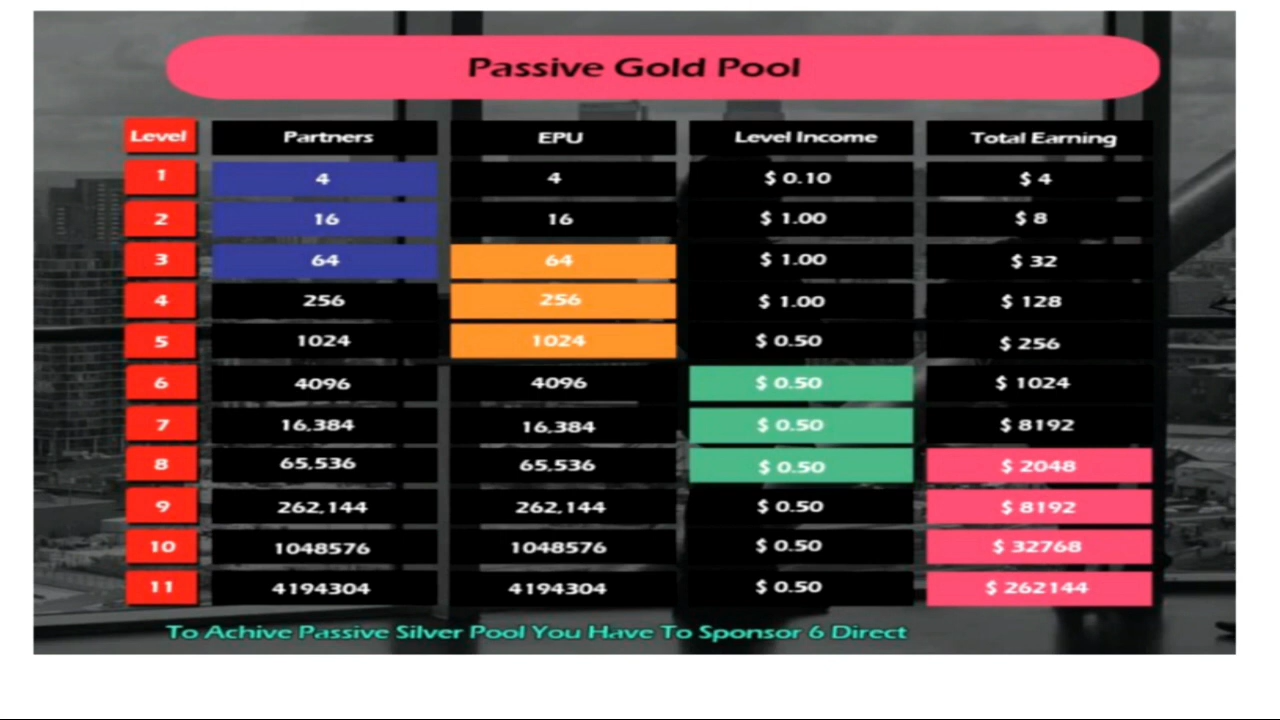 Passive Gold Pool
Level Partners EPU Level Income Total Earning
1 4 4 $ 0.10 $ 4
2 16 16 $ 1.00 $ 8
3 64 64 $ 1.00 $ 32
4 256 256 $ 1.00 $ 128
5 1024 1024 $ 0.50 $ 256
6 4096 4096 $ 0.50 $ 1024
7 16,384 16,384 $ 0.50 $ 8192
8 65,536 65,536 $ 0.50 $ 2048
9 262,144 262,144 $ 0.50 $ 8192
10 1048576 1048576 $ 0.50 $ 32768
11 4194304 4194304 $ 0.50 $ 262144
To Achive Passive Silver Pool You Have To Sponsor 6 Direct